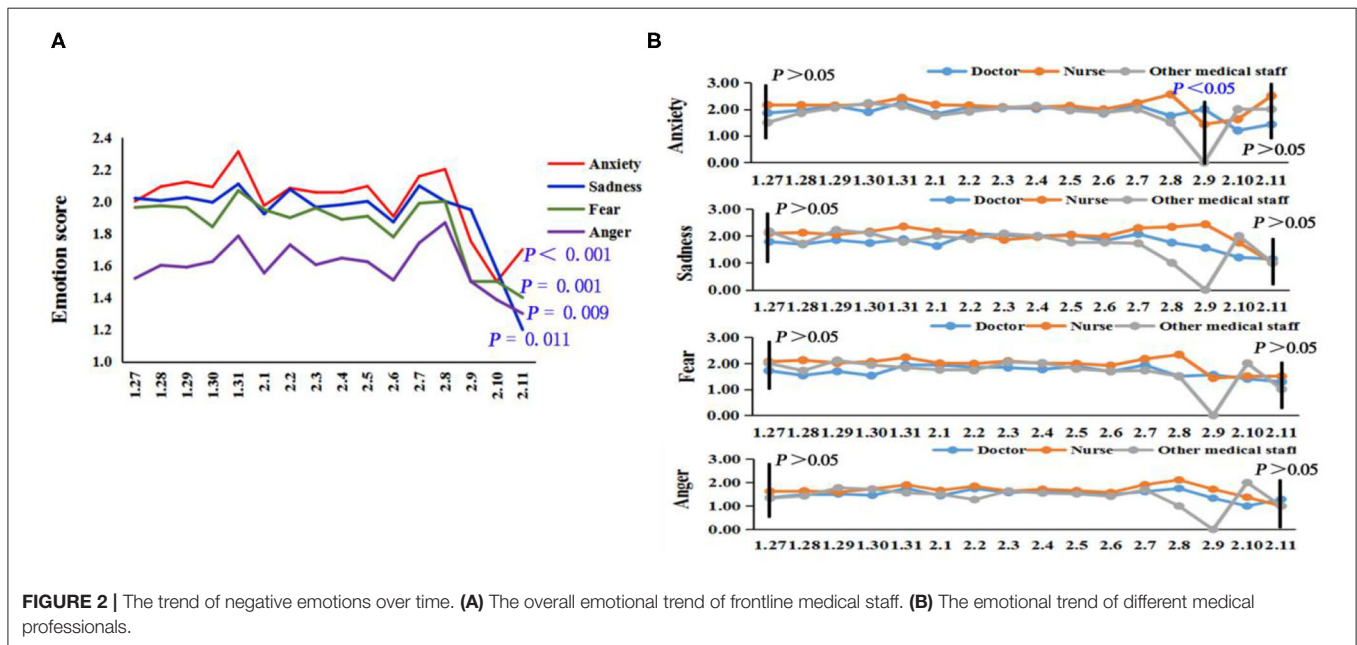 A
Emotion score
2.4
2.2
2.0
1.8
1.6
1.4
1.2
1.0
Anxiety
Sadness
Fear
Anger
P < 0.001
P = 0.001
P = 0.009
P = 0.011
1.27 1.28 1.29 1.30 1.31 2.1 2.2 2.3 2.4 2.5 2.6 2.7 2.8 2.9 2.10 2.11
B
Doctor Nurse Other medical staff
P>0.05
P<0.05
P>0.05
Anxiety
3.00
2.00
1.00
0.00
1.27 1.28 1.29 1.30 1.31 2.1 2.2 2.3 2.4 2.5 2.6 2.7 2.8 2.9 2.10 2.11
Doctor Nurse Other medical staff
P>0.05
P>0.05
Sadness
3.00
2.00
1.00
0.00
1.27 1.28 1.29 1.30 1.31 2.1 2.2 2.3 2.4 2.5 2.6 2.7 2.8 2.9 2.10 2.11
Doctor Nurse Other medical staff
P>0.05
P>0.05
Fear
3.00
2.00
1.00
0.00
1.27 1.28 1.29 1.30 1.31 2.1 2.2 2.3 2.4 2.5 2.6 2.7 2.8 2.9 2.10 2.11
Doctor Nurse Other medical staff
P>0.05
P>0.05
Anger
3.00
2.00
1.00
0.00
1.27 1.28 1.29 1.30 1.31 2.1 2.2 2.3 2.4 2.5 2.6 2.7 2.8 2.9 2.10 2.11
FIGURE 2 | The trend of negative emotions over time. (A) The overall emotional trend of frontline medical staff. (B) The emotional trend of different medical
professionals.